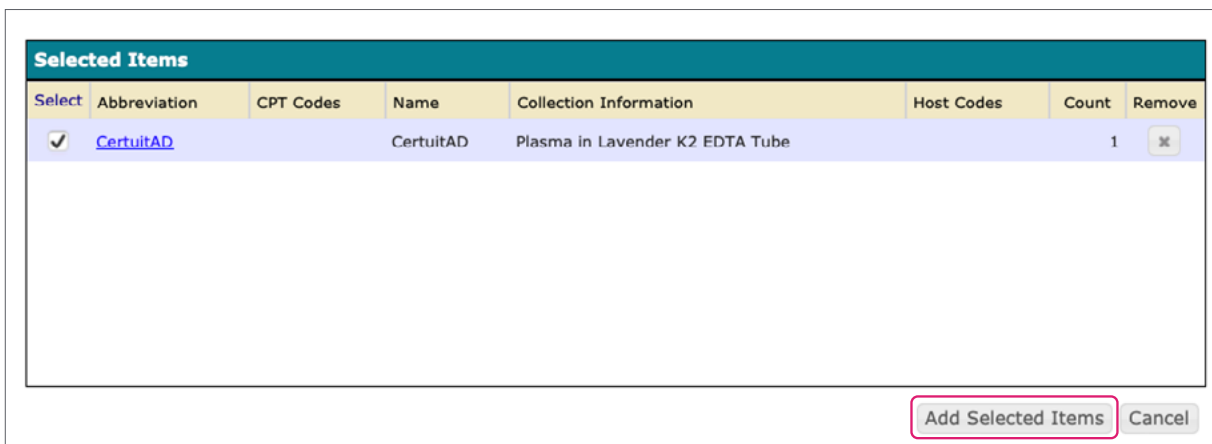 Selected Items
Select Abbreviation CPT Codes Name Collection Information Host Codes Count Remove
CertuitAD CertuitAD Plasma in Lavender K2 EDTA Tube 1
Add Selected Items Cancel